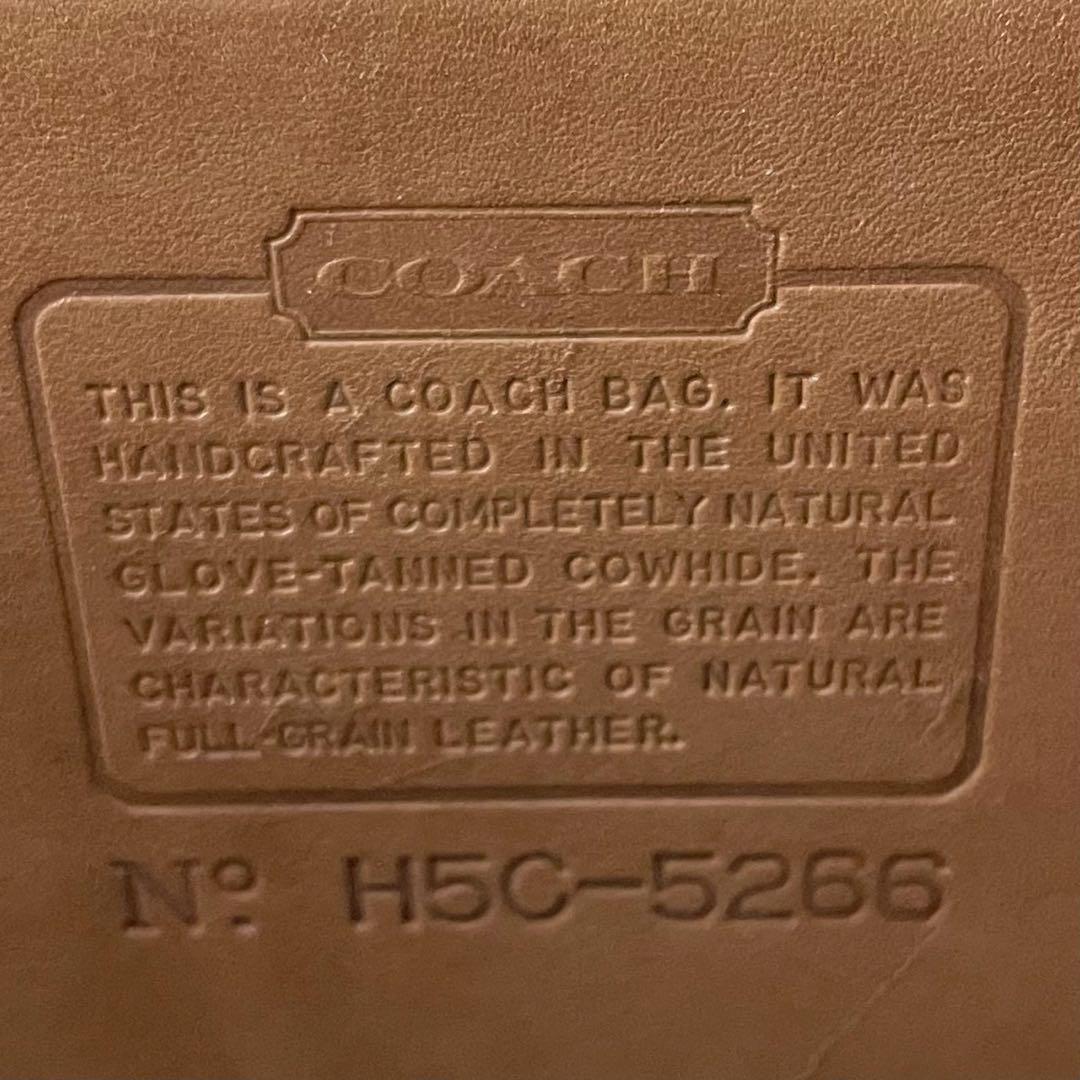 COACH
THIS IS A COACH BAG. IT WAS
HANDCRAFTED IN THE UNITED
STATES OF COMPLETELY NATURAL
GLOVE-TANNED COWHIDE. THE
VARIATIONS IN THE GRAIN ARE
CHARACTERISTIC OF NATURAL
FULL-GRAIN LEATHER.
Nº: H5C-5266